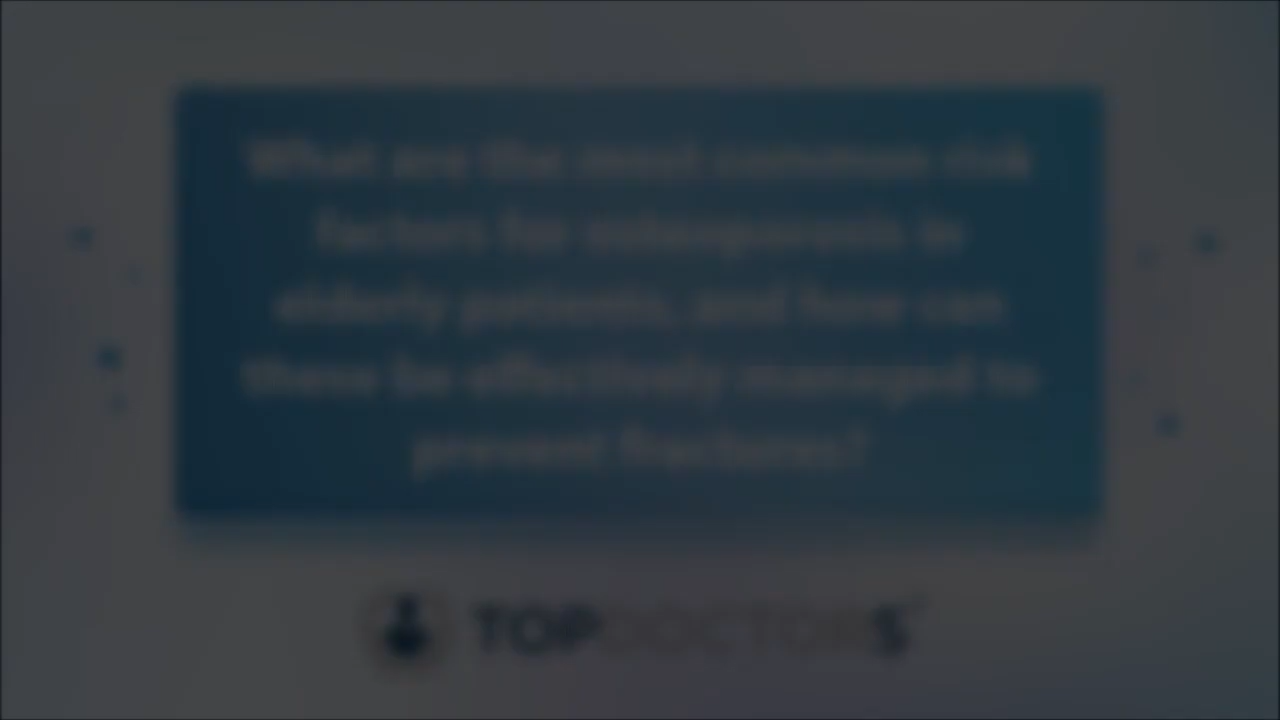 What are the most common risk
factors for osteoporosis in
elderly patients, and how can
these be effectively managed to
prevent fractures?
TOPDOCTORS